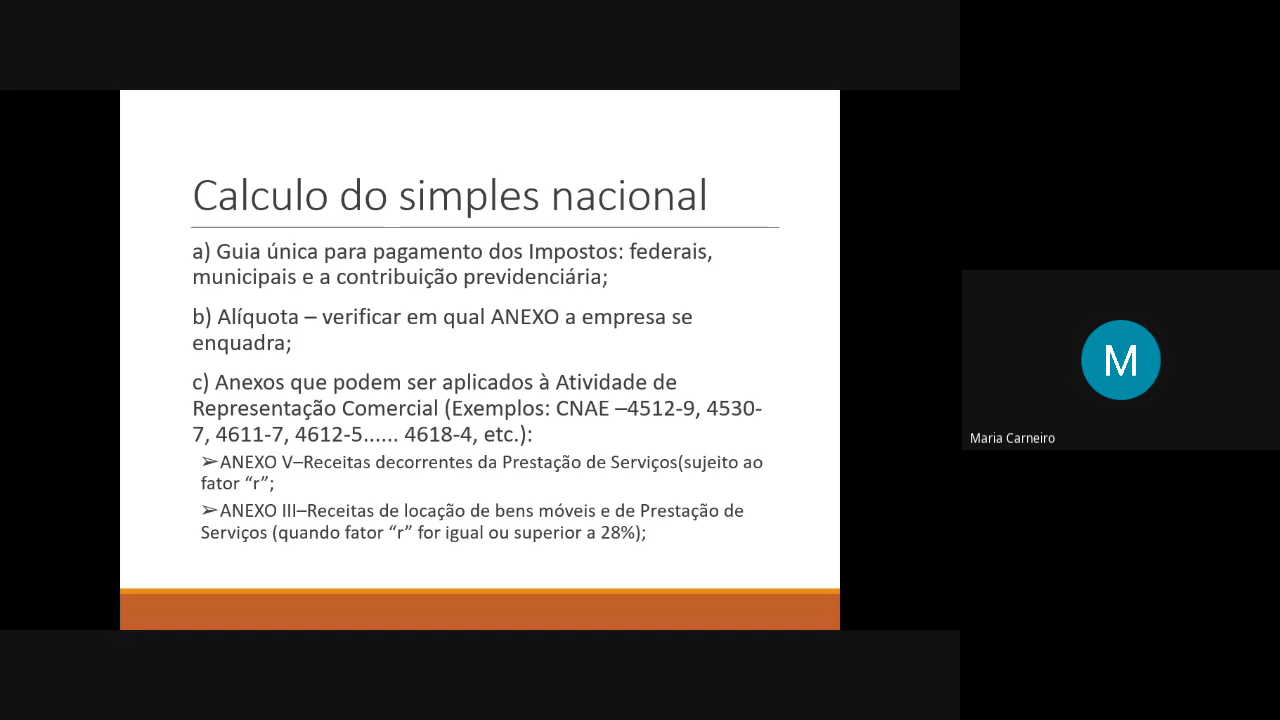 Calculo do simples nacional
a) Guia única para pagamento dos Impostos: federais,
municipais e a contribuição previdenciária;
b) Alíquota – verificar em qual ANEXO a empresa se
enquadra;
c) Anexos que podem ser aplicados à Atividade de
Representação Comercial (Exemplos: CNAE –4512-9, 4530-
7, 4611-7, 4612-5...... 4618-4, etc.):
➢ANEXO V–Receitas decorrentes da Prestação de Serviços(sujeito ao
fator “r”;
➢ANEXO III–Receitas de locação de bens móveis e de Prestação de
Serviços (quando fator “r” for igual ou superior a 28%);
M
Maria Carneiro